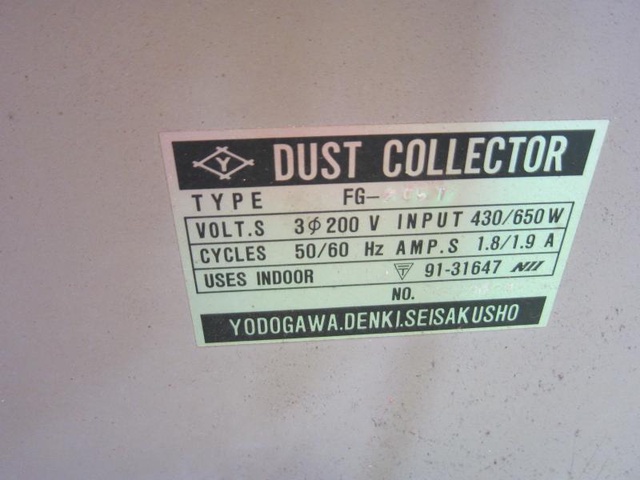 Y DUST COLLECTOR
TYPE FG-
VOLT.S 3φ200 V INPUT 430/650W
CYCLES 50/60 Hz AMP.S 1.8/1.9 A
USES INDOOR T 91-31647
NO.
YODOGAWA.DENKI.SEISAKUSHO